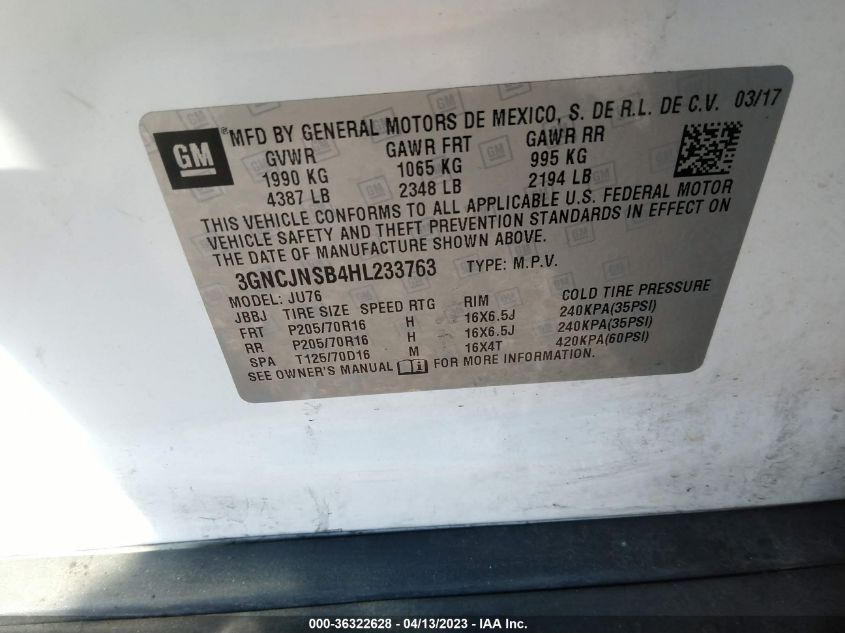 GM ® MFD BY GENERAL MOTORS DE MEXICO, S. DE R.L. DE C.V. 03/17
GVWR GAWR FRT GAWR RR
1990 KG 1065 KG 995 KG
4387 LB 2348 LB 2194 LB
THIS VEHICLE CONFORMS TO ALL APPLICABLE U.S. FEDERAL MOTOR
VEHICLE SAFETY AND THEFT PREVENTION STANDARDS IN EFFECT ON
THE DATE OF MANUFACTURE SHOWN ABOVE.
3GNCJNSB4HL233763 TYPE: M.P.V.
MODEL: JU76
JBBJ TIRE SIZE SPEED RTG RIM COLD TIRE PRESSURE
FRT P205/70R16 H 16X6.5J 240KPA(35PSI)
RR P205/70R16 H 16X6.5J 240KPA(35PSI)
SPA T125/70D16 M 16X4T 420KPA(60PSI)
SEE OWNER'S MANUAL FOR MORE INFORMATION.
000-36322628 - 04/13/2023 - IAA Inc.